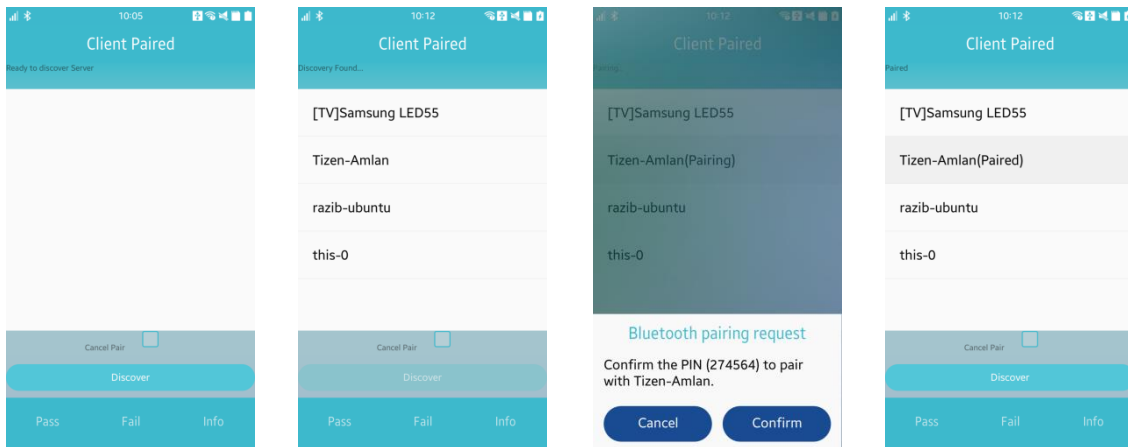 10:05
Client Paired
Ready to discover Server
Cancel Pair
Discover
Pass Fail Info
10:12
Client Paired
Discovery Found...
[TV]Samsung LED55
Tizen-Amlan
razib-ubuntu
this-0
Cancel Pair
Discover
Pass Fail Info
10:12
Client Paired
Pairing..
[TV]Samsung LED55
Tizen-Amlan(Pairing)
razib-ubuntu
this-0
Bluetooth pairing request
Confirm the PIN (274564) to pair
with Tizen-Amlan.
Cancel Confirm
10:12
Client Paired
Paired
[TV]Samsung LED55
Tizen-Amlan(Paired)
razib-ubuntu
this-0
Cancel Pair
Discover
Pass Fail Info